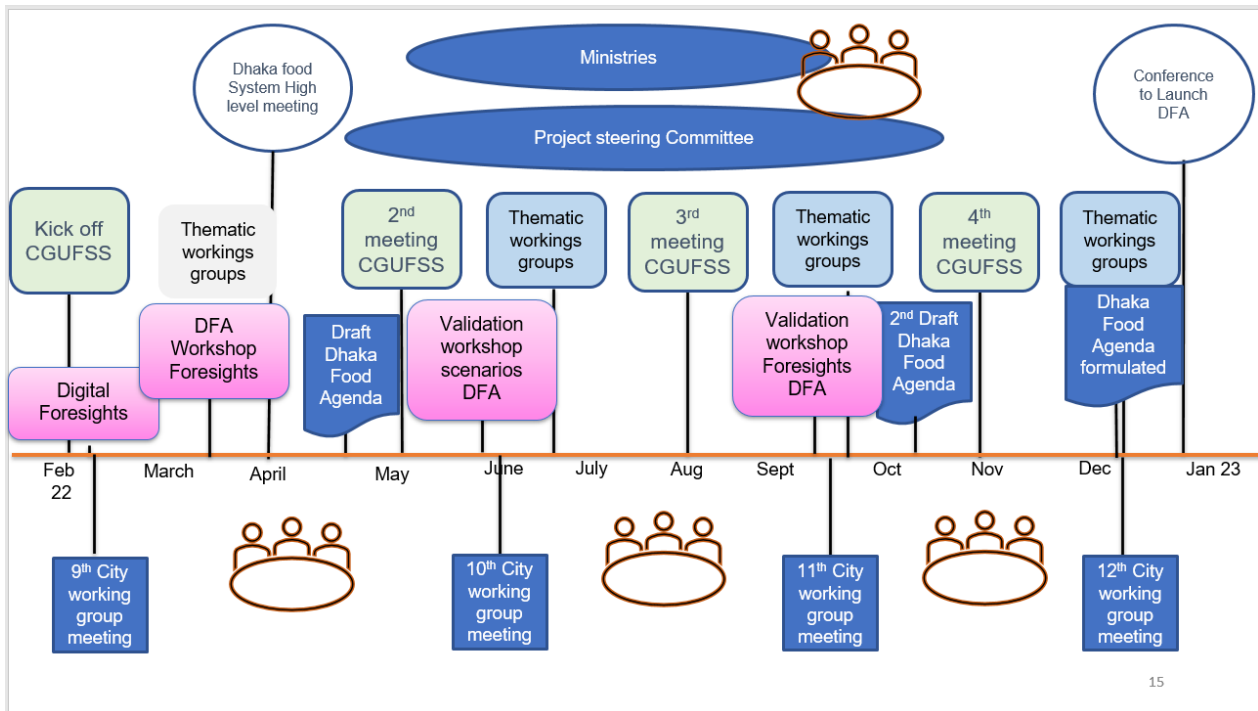 Dhaka food
System High
level meeting
Ministries
Project steering Committee
Conference
to Launch
DFA
Kick off
CGUFSS
Thematic
workings
groups
2nd
meeting
CGUFSS
Thematic
workings
groups
3rd
meeting
CGUFSS
Thematic
workings
groups
4th
meeting
CGUFSS
Thematic
workings
groups
Digital
Foresights
DFA
Workshop
Foresights
Draft
Dhaka
Food
Agenda
Validation
workshop
scenarios
DFA
Validation
workshop
Foresights
DFA
2nd Draft
Dhaka
Food
Agenda
Dhaka
Food
Agenda
formulated
Feb
22
March
April
May
June
July
Aug
Sept
Oct
Nov
Dec
Jan 23
9th City
working
group
meeting
10th City
working
group
meeting
11th City
working
group
meeting
12th City
working
group
meeting
15